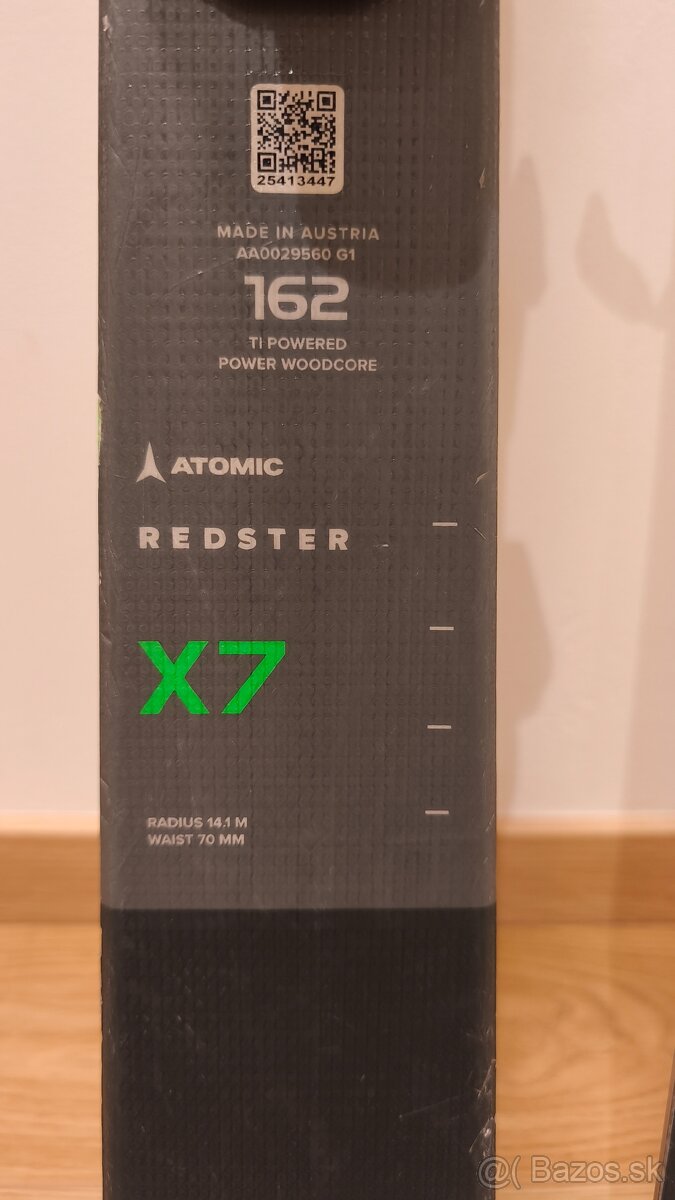 25413447
MADE IN AUSTRIA
AA0029560 G1
162
TI POWERED
POWER WOODCORE
ATOMIC
REDSTER
X7
RADIUS 14.1 M
WAIST 70 MM
@( Bazos.sk